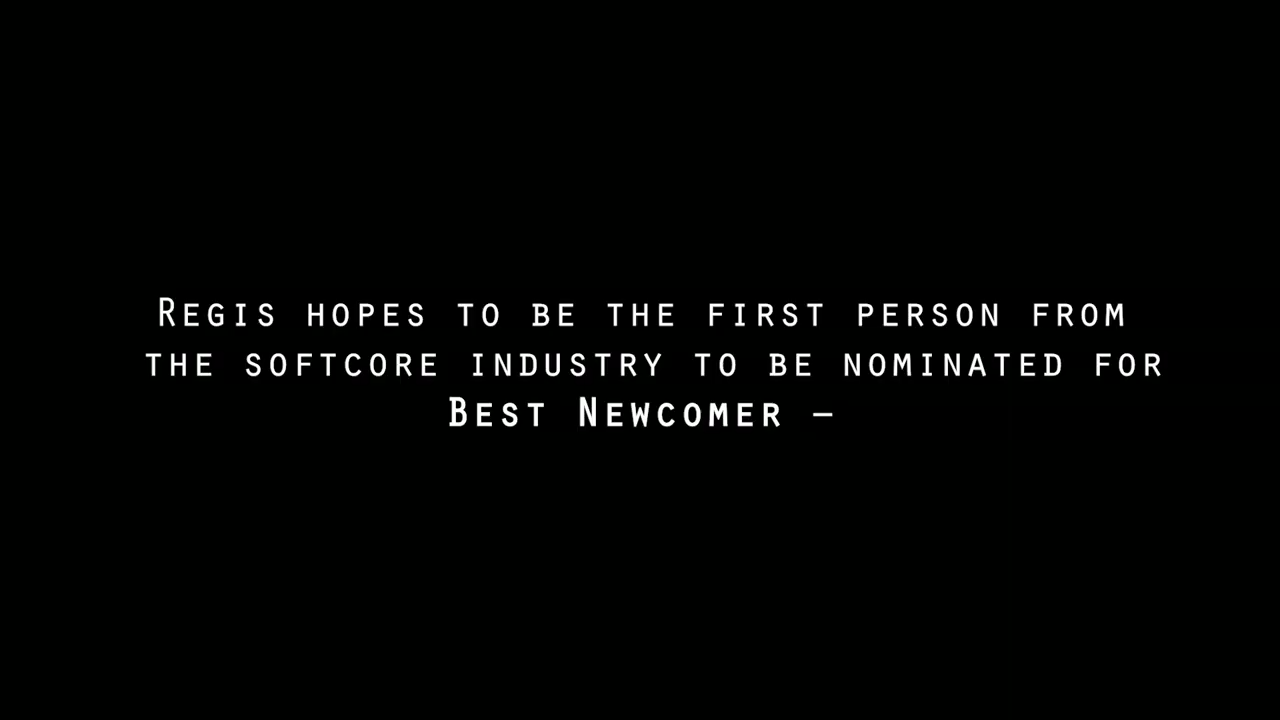 Regis hopes to be the first person from
the softcore industry to be nominated for
Best Newcomer –